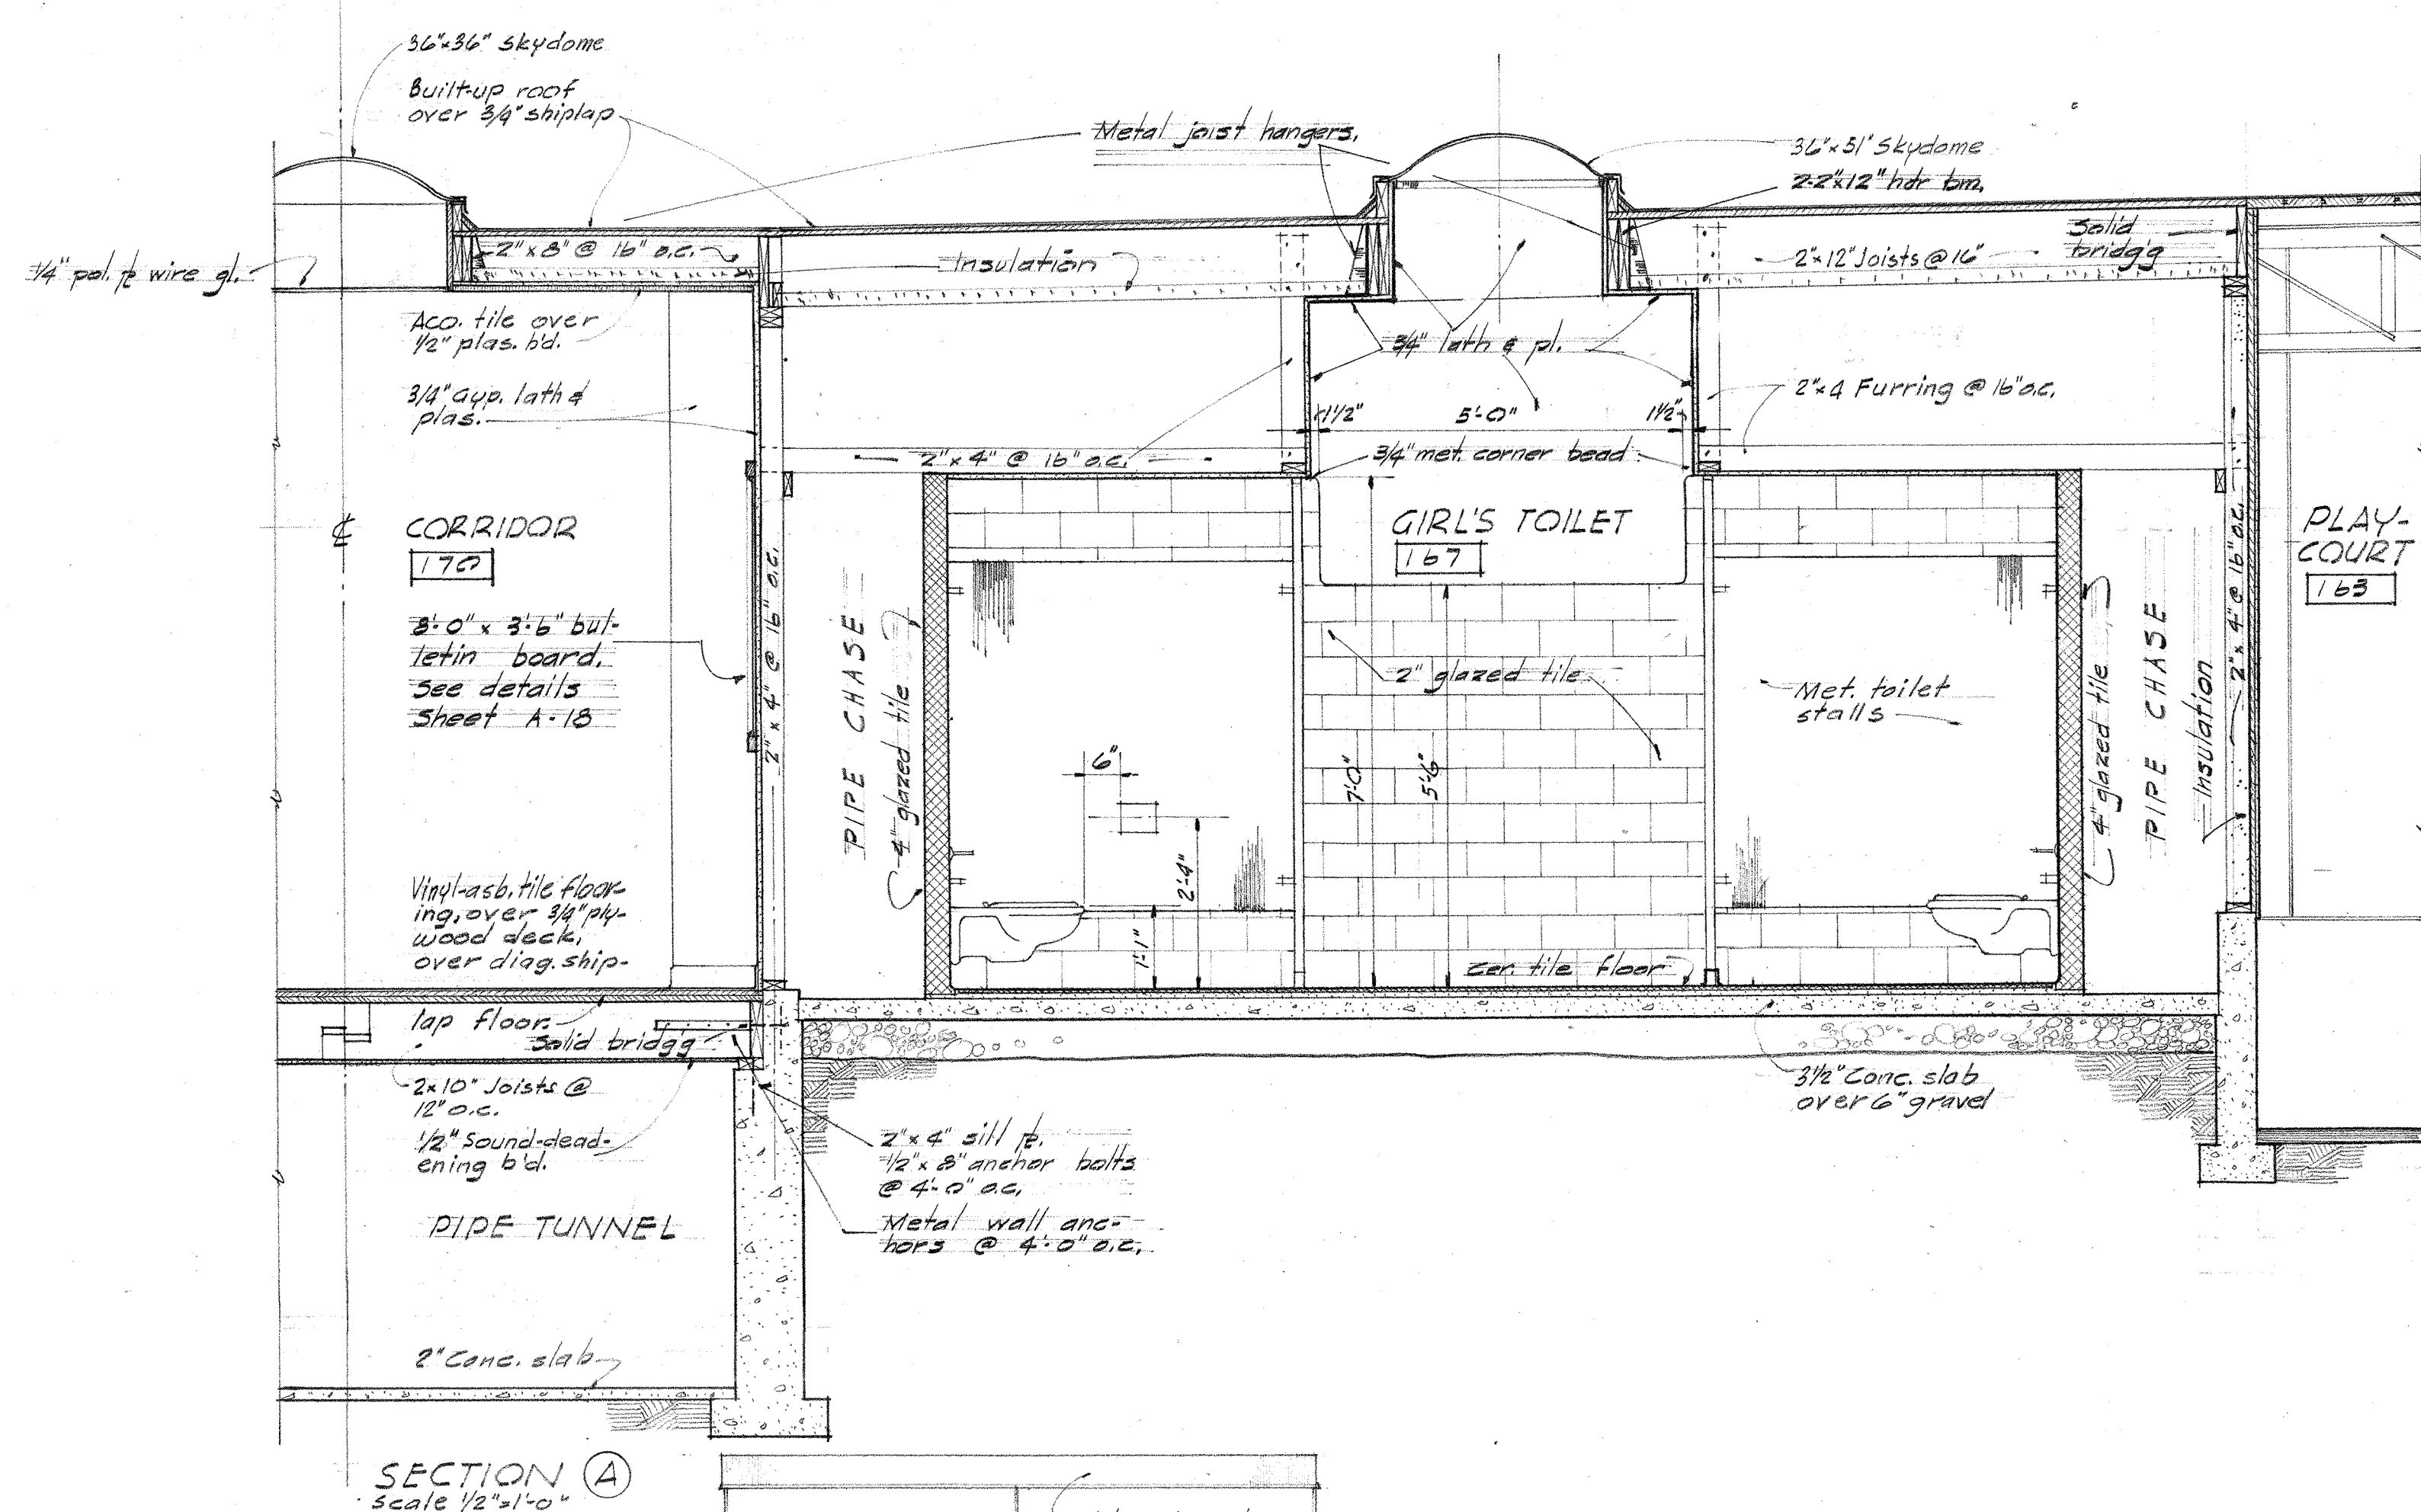 36"x36" skydome
Built-up roof
over 3/4" shiplap
Metal joist hangers,
36"x 51" Skydome
2-2"x12" hdr bm.
Solid
bridg'g
2"x 8" @ 16" o.c.
Insulation
2"x12" Joists @ 16"
1/4" pol. pl wire gl.
Aco. tile over
1/2" plas. b'd.
3/4" lath & pl.
3/4" Gyp. lath &
plas.
2"x4 Furring @ 16"o.c.
1 1/2"
5'-0"
1 1/2"
2"x 4" @ 16" o.c.
3/4" met. corner bead
℄
CORRIDOR
170
GIRL'S TOILET
167
PLAY-
COURT
163
8'-0" x 3'-6" bul-
letin board.
See details
Sheet A-18
2"x 4" @ 16" o.c.
PIPE CHASE
4" glazed tile
2" glazed tile
Met. toilet
stalls
4" glazed tile
PIPE CHASE
Insulation
2"x 4" @ 16" o.c.
6"
7'-0"
5'-6"
2'-4"
1'-1"
Vinyl-asb. tile floor-
ing, over 3/4" ply-
wood deck,
over diag. ship-
lap floor.
cer. tile floor
Solid bridg'g
2x10" Joists @
12" o.c.
3 1/2" Conc. slab
over 6" gravel
1/2" Sound-dead-
ening b'd.
2"x 4" sill pl.
1/2"x 8" anchor bolts
@ 4'-0" o.c.
Metal wall anc-
hors @ 4'-0" o.c.
PIPE TUNNEL
2" Conc. slab
SECTION A
scale 1/2"=1'-0"